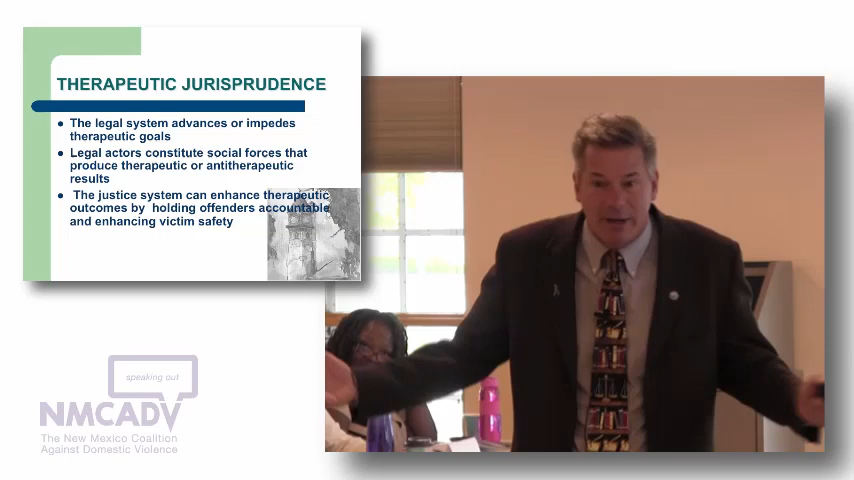 THERAPEUTIC JURISPRUDENCE
The legal system advances or impedes
therapeutic goals
Legal actors constitute social forces that
produce therapeutic or antitherapeutic
results
The justice system can enhance therapeutic
outcomes by holding offenders accountable
and enhancing victim safety
speaking out
NMCADV
The New Mexico Coalition
Against Domestic Violence